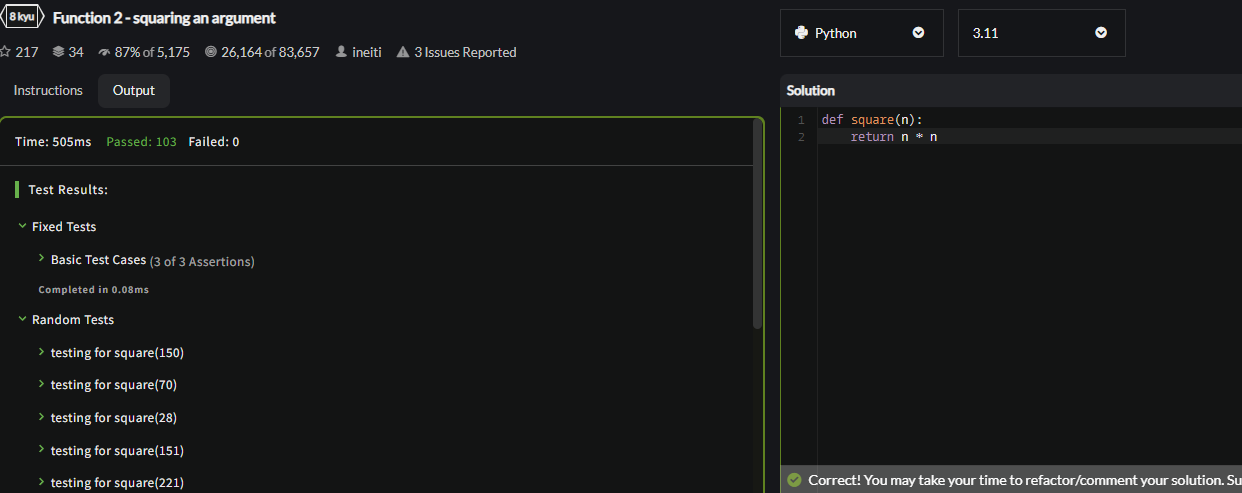 8 kyu Function 2 - squaring an argument
217 34 87% of 5,175 26,164 of 83,657 ineiti 3 Issues Reported
Instructions Output
Time: 505ms Passed: 103 Failed: 0
Test Results:
Fixed Tests
Basic Test Cases (3 of 3 Assertions)
Completed in 0.08ms
Random Tests
testing for square(150)
testing for square(70)
testing for square(28)
testing for square(151)
testing for square(221)
Python 3.11
Solution
1 def square(n):
2 return n * n
Correct! You may take your time to refactor/comment your solution. Su